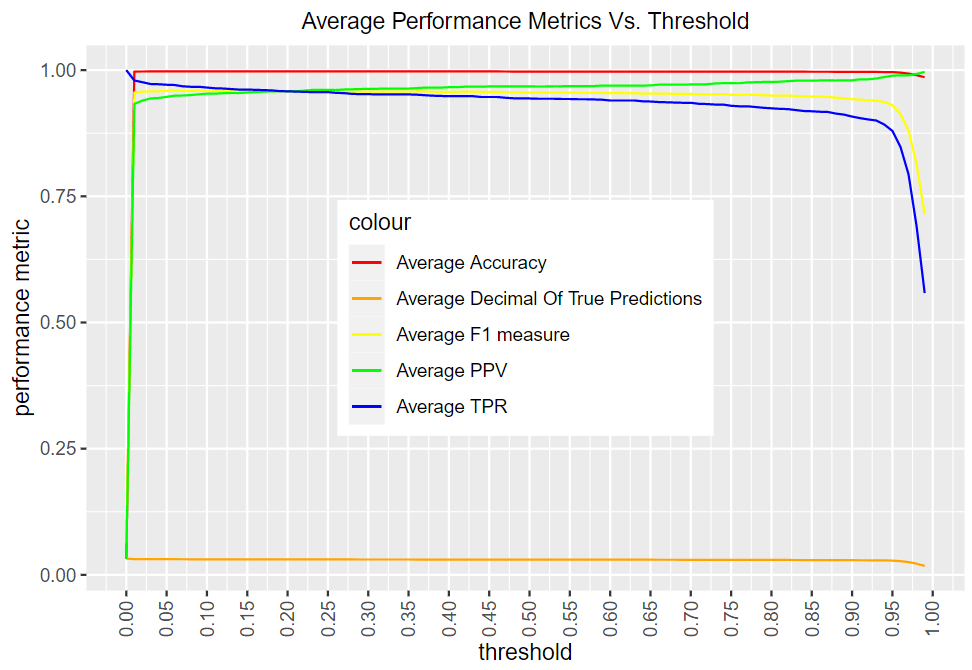 Average Performance Metrics Vs. Threshold
performance metric
1.00
0.75
0.50
0.25
0.00
colour
Average Accuracy
Average Decimal Of True Predictions
Average F1 measure
Average PPV
Average TPR
0.00 0.05 0.10 0.15 0.20 0.25 0.30 0.35 0.40 0.45 0.50 0.55 0.60 0.65 0.70 0.75 0.80 0.85 0.90 0.95 1.00
threshold